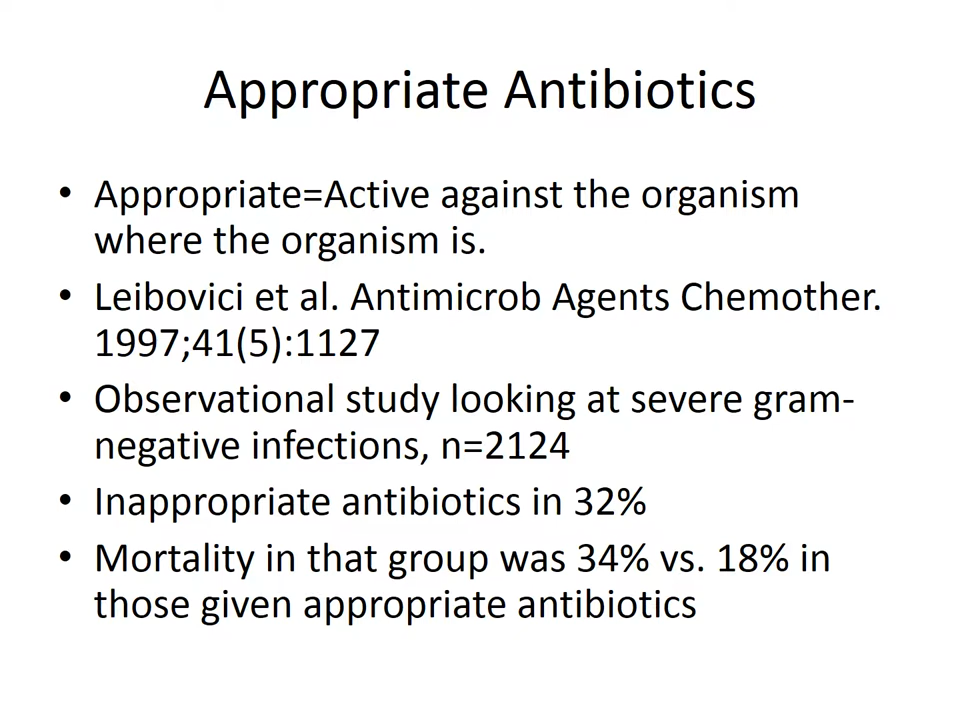 Appropriate Antibiotics
• Appropriate=Active against the organism
where the organism is.
• Leibovici et al. Antimicrob Agents Chemother.
1997;41(5):1127
• Observational study looking at severe gram-
negative infections, n=2124
• Inappropriate antibiotics in 32%
• Mortality in that group was 34% vs. 18% in
those given appropriate antibiotics